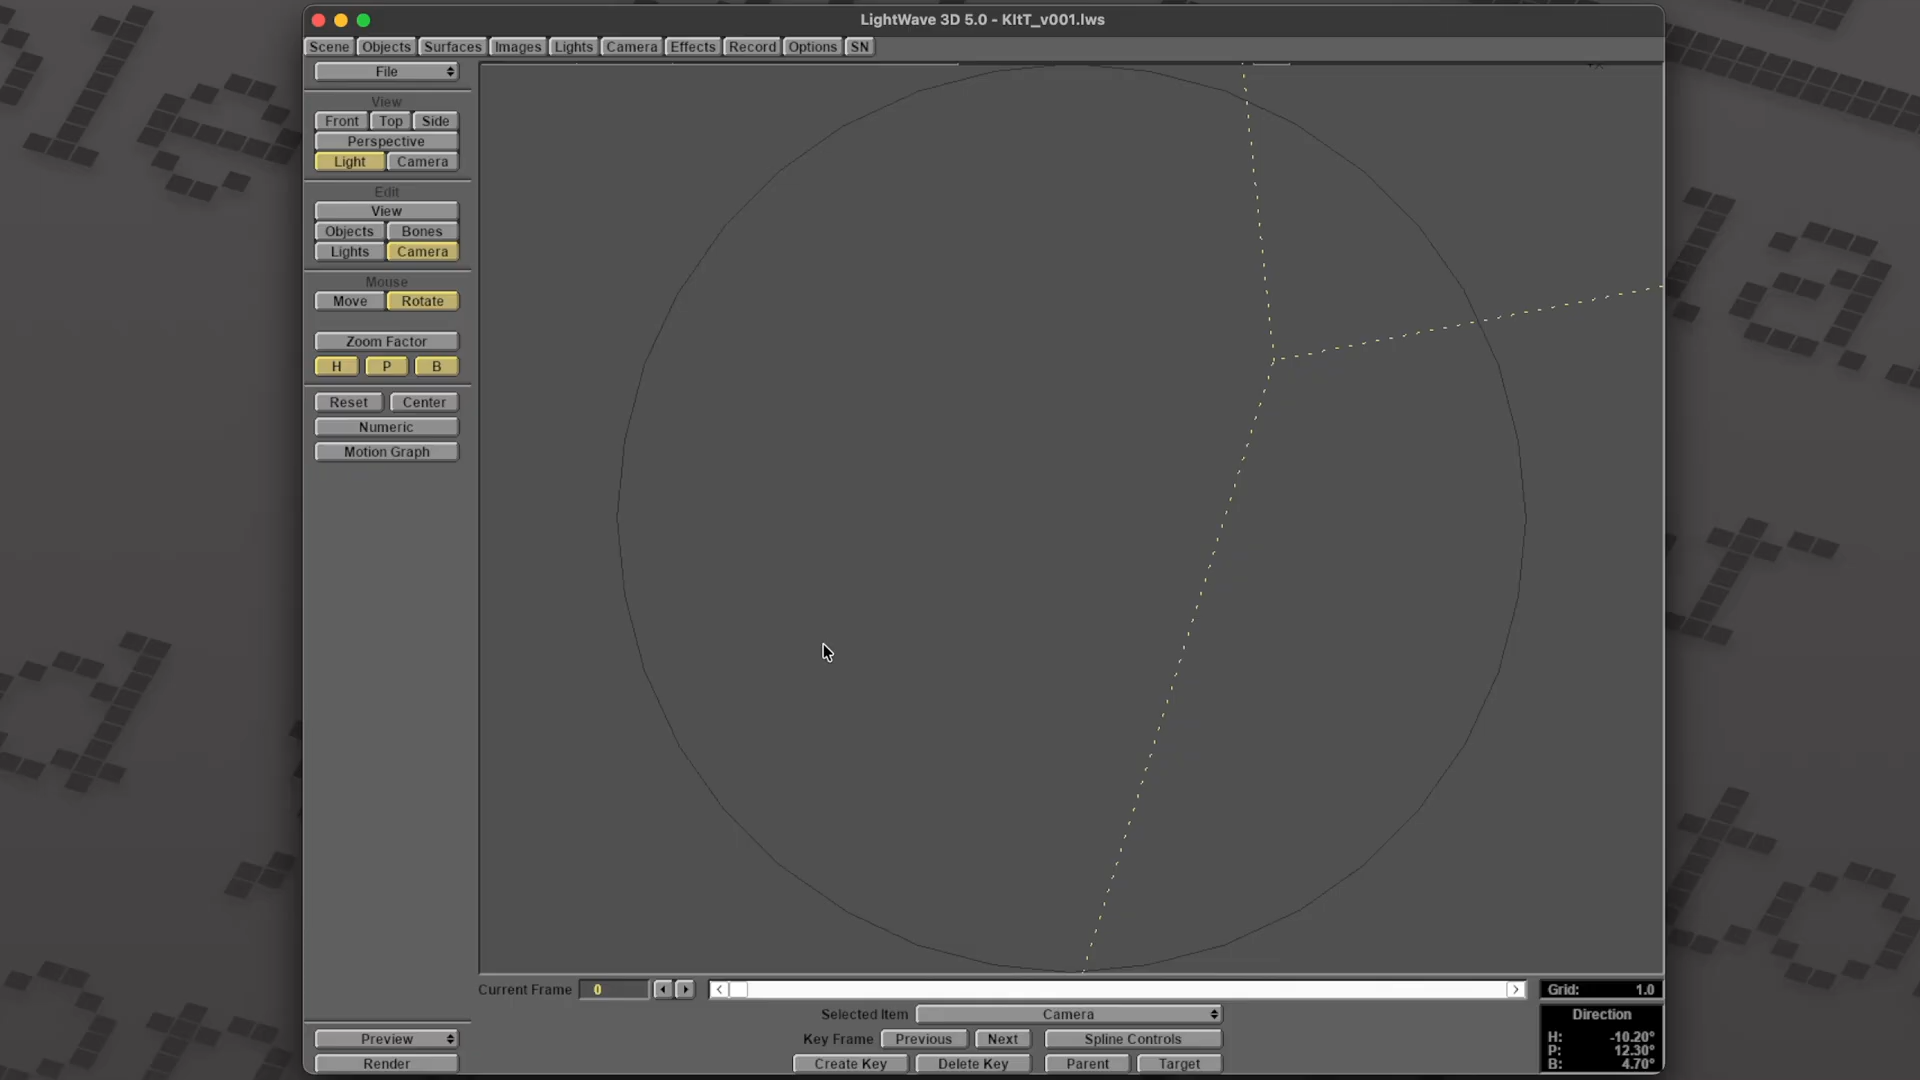 LightWave 3D 5.0 - KItT_v001.lws
Scene Objects Surfaces Images Lights Camera Effects Record Options SN
File
View
Front Top Side
Perspective
Light Camera
Edit
View
Objects Bones
Lights Camera
Mouse
Move Rotate
Zoom Factor
H P B
Reset Center
Numeric
Motion Graph
Current Frame 0
Grid: 1.0
Selected Item Camera
Direction
Preview
Key Frame Previous Next Spline Controls
H: -10.20°
P: 12.30°
Render
Create Key Delete Key Parent Target
B: 4.70°